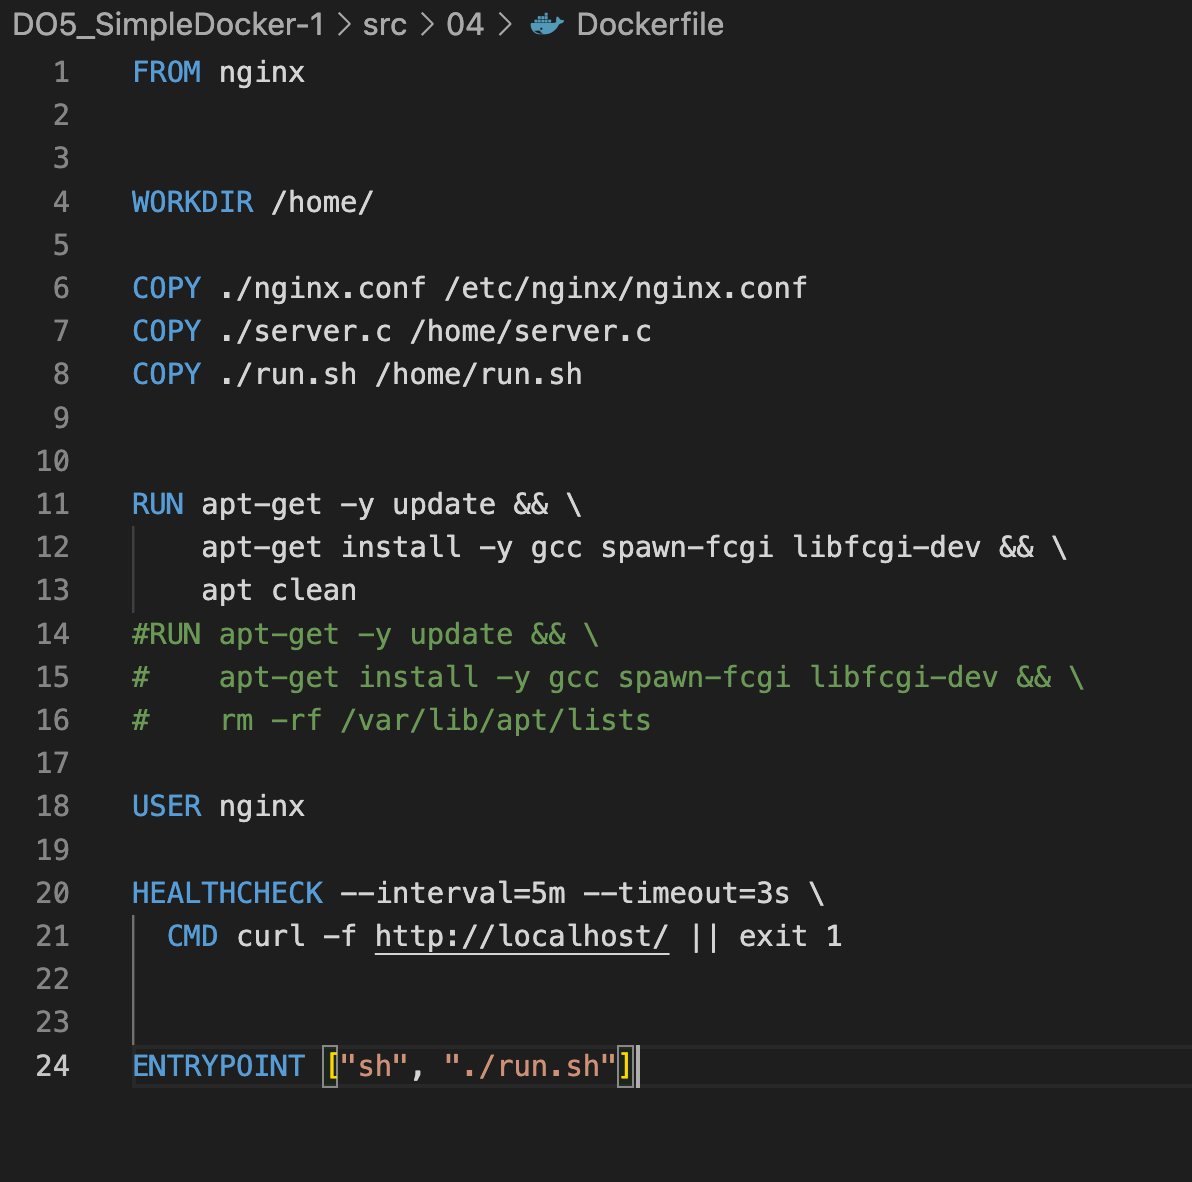 DO5_SimpleDocker-1 > src > 04 > Dockerfile
1 FROM nginx
2
3
4 WORKDIR /home/
5
6 COPY ./nginx.conf /etc/nginx/nginx.conf
7 COPY ./server.c /home/server.c
8 COPY ./run.sh /home/run.sh
9
10
11 RUN apt-get -y update && \
12     apt-get install -y gcc spawn-fcgi libfcgi-dev && \
13     apt clean
14 #RUN apt-get -y update && \
15 #    apt-get install -y gcc spawn-fcgi libfcgi-dev && \
16 #    rm -rf /var/lib/apt/lists
17
18 USER nginx
19
20 HEALTHCHECK --interval=5m --timeout=3s \
21   CMD curl -f http://localhost/ || exit 1
22
23
24 ENTRYPOINT ["sh", "./run.sh"]